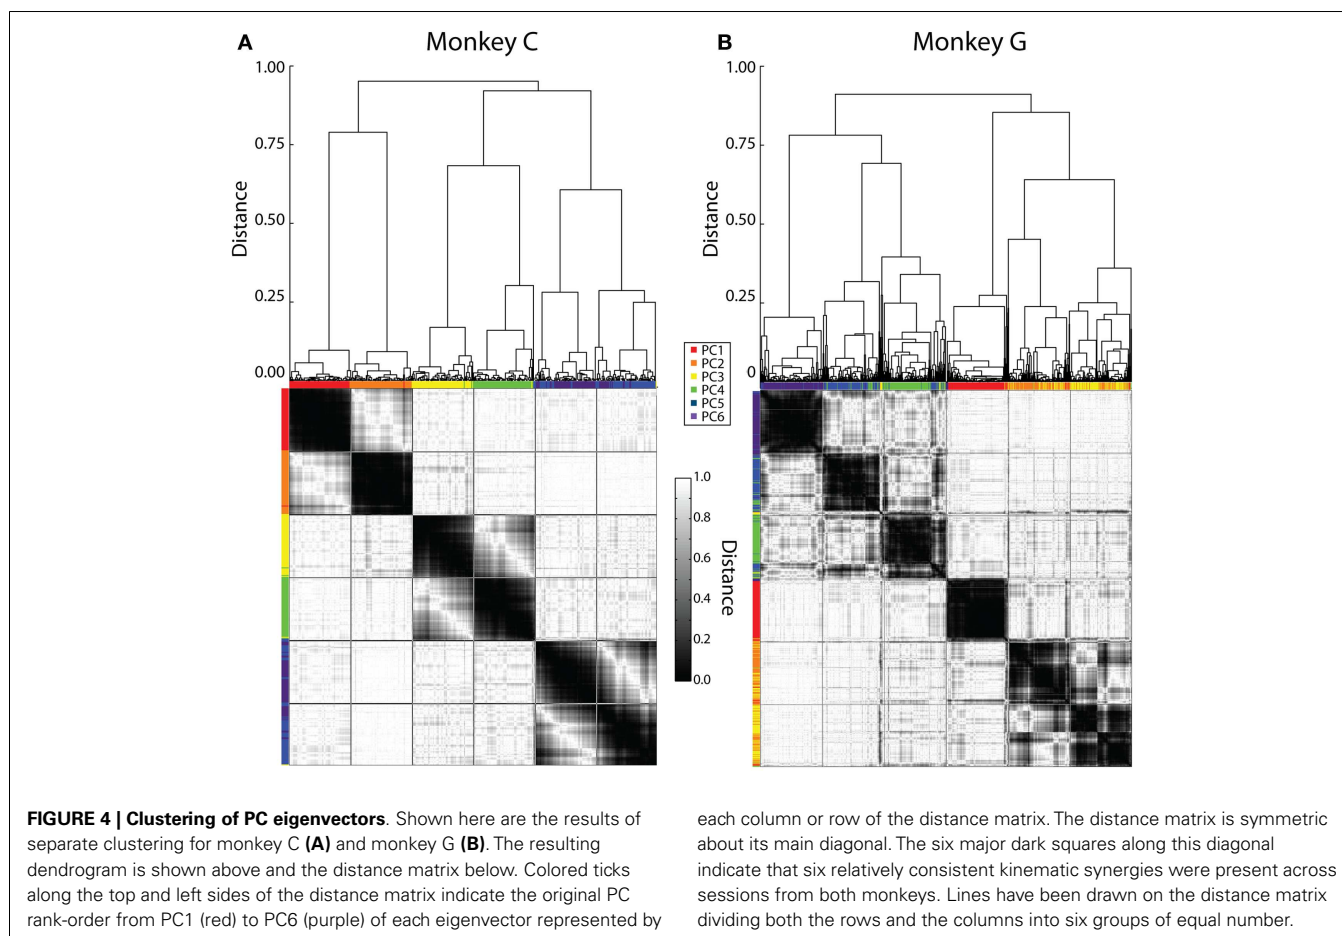 A
Monkey C
B
Monkey G
1.00
0.75
0.50
0.25
0.00
Distance
1.00
0.75
0.50
0.25
0
Distance
PC1
PC2
PC3
PC4
PC5
PC6
1.0
0.8
0.6
0.4
0.2
0.0
Distance
FIGURE 4 | Clustering of PC eigenvectors. Shown here are the results of
separate clustering for monkey C (A) and monkey G (B). The resulting
dendrogram is shown above and the distance matrix below. Colored ticks
along the top and left sides of the distance matrix indicate the original PC
rank-order from PC1 (red) to PC6 (purple) of each eigenvector represented by
each column or row of the distance matrix. The distance matrix is symmetric
about its main diagonal. The six major dark squares along this diagonal
indicate that six relatively consistent kinematic synergies were present across
sessions from both monkeys. Lines have been drawn on the distance matrix
dividing both the rows and the columns into six groups of equal number.